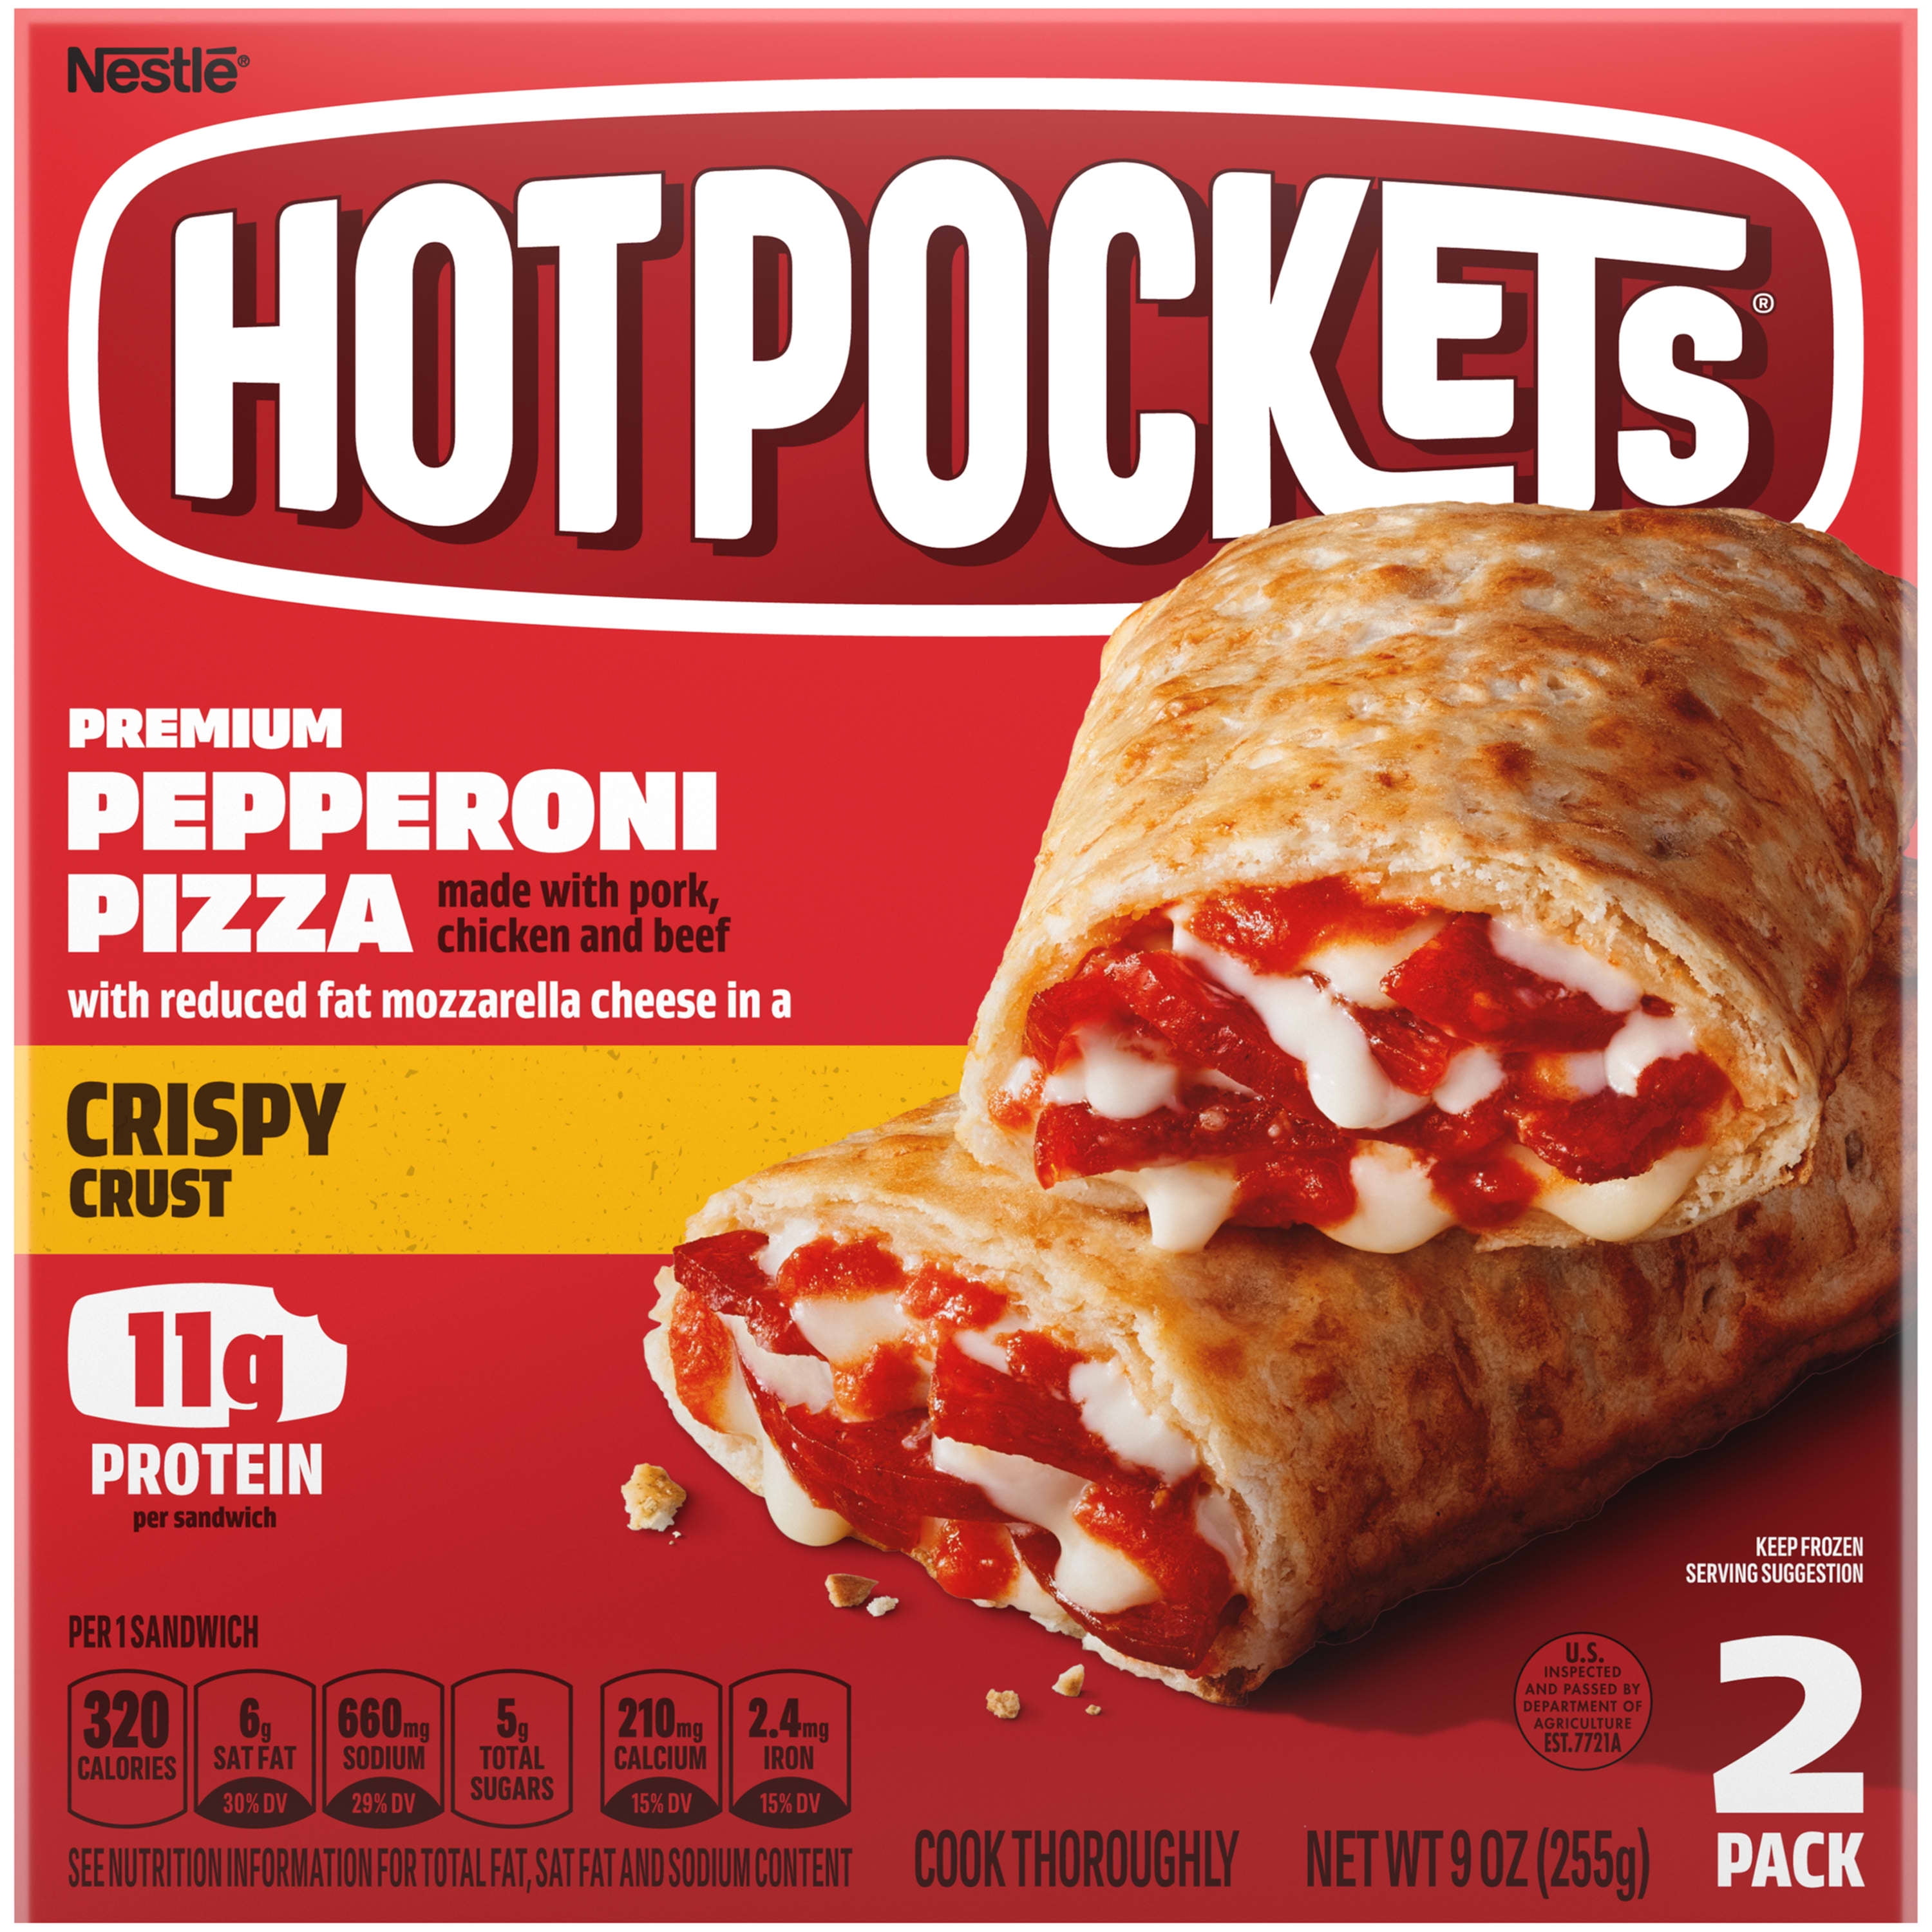 Nestlé®
HOT POCKETS®
PREMIUM
PEPPERONI
PIZZA
made with pork,
chicken and beef
with reduced fat mozzarella cheese in a
CRISPY
CRUST
11g
PROTEIN
per sandwich
KEEP FROZEN
SERVING SUGGESTION
PER 1 SANDWICH
320
CALORIES
6g
SAT FAT
30% DV
660mg
SODIUM
29% DV
5g
TOTAL
SUGARS
210mg
CALCIUM
15% DV
2.4mg
IRON
15% DV
SEE NUTRITION INFORMATION FOR TOTAL FAT, SAT FAT AND SODIUM CONTENT
COOK THOROUGHLY
NET WT 9 OZ (255g)
U.S.
INSPECTED
AND PASSED BY
DEPARTMENT OF
AGRICULTURE
EST. 7721A
2
PACK